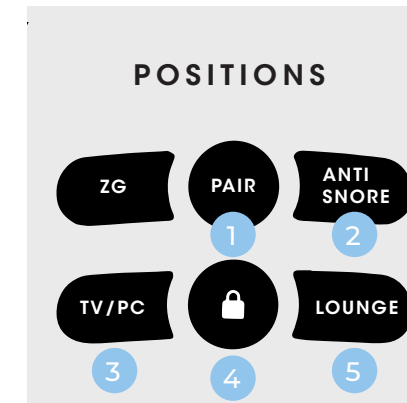 POSITIONS
ZG PAIR ANTI SNORE
1 2
TV/PC LOUNGE
3 4 5